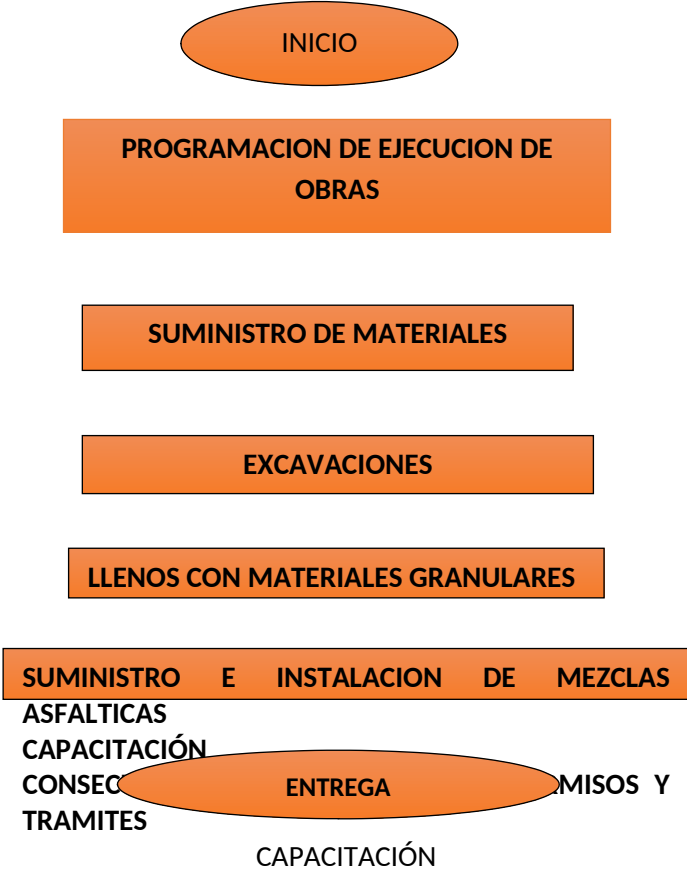 INICIO
PROGRAMACION DE EJECUCION DE
OBRAS
SUMINISTRO DE MATERIALES
EXCAVACIONES
LLENOS CON MATERIALES GRANULARES
SUMINISTRO E INSTALACION DE MEZCLAS
ASFALTICAS
CAPACITACIÓN
ENTREGA
Y
TRAMITES
CAPACITACIÓN